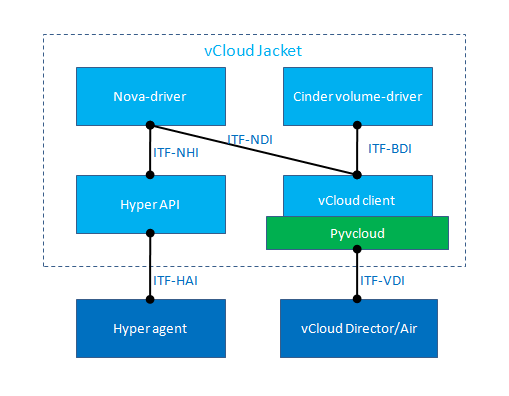 vCloud Jacket
Nova-driver
Cinder volume-driver
ITF-NDI
ITF-NHI
ITF-BDI
Hyper API
vCloud client
Pyvcloud
ITF-HAI
ITF-VDI
Hyper agent
vCloud Director/Air